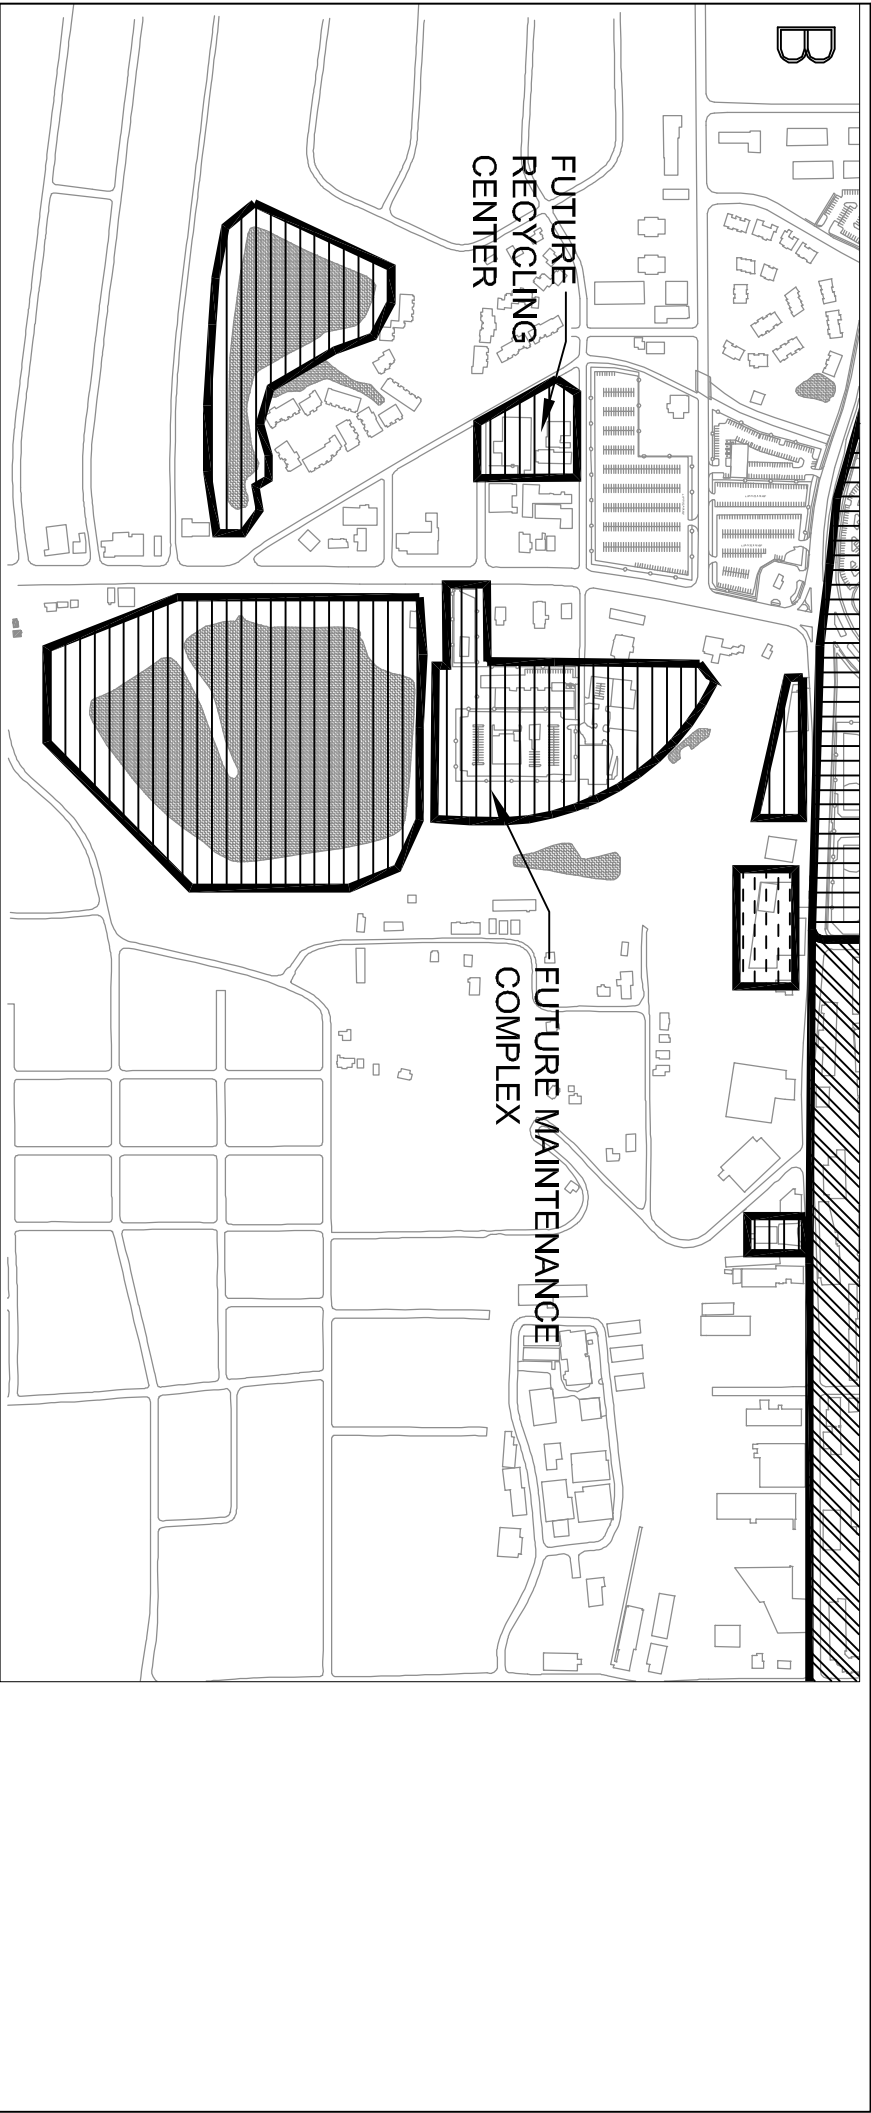 B
FUTURE
RECYCLING
CENTER
FUTURE MAINTENANCE
COMPLEX